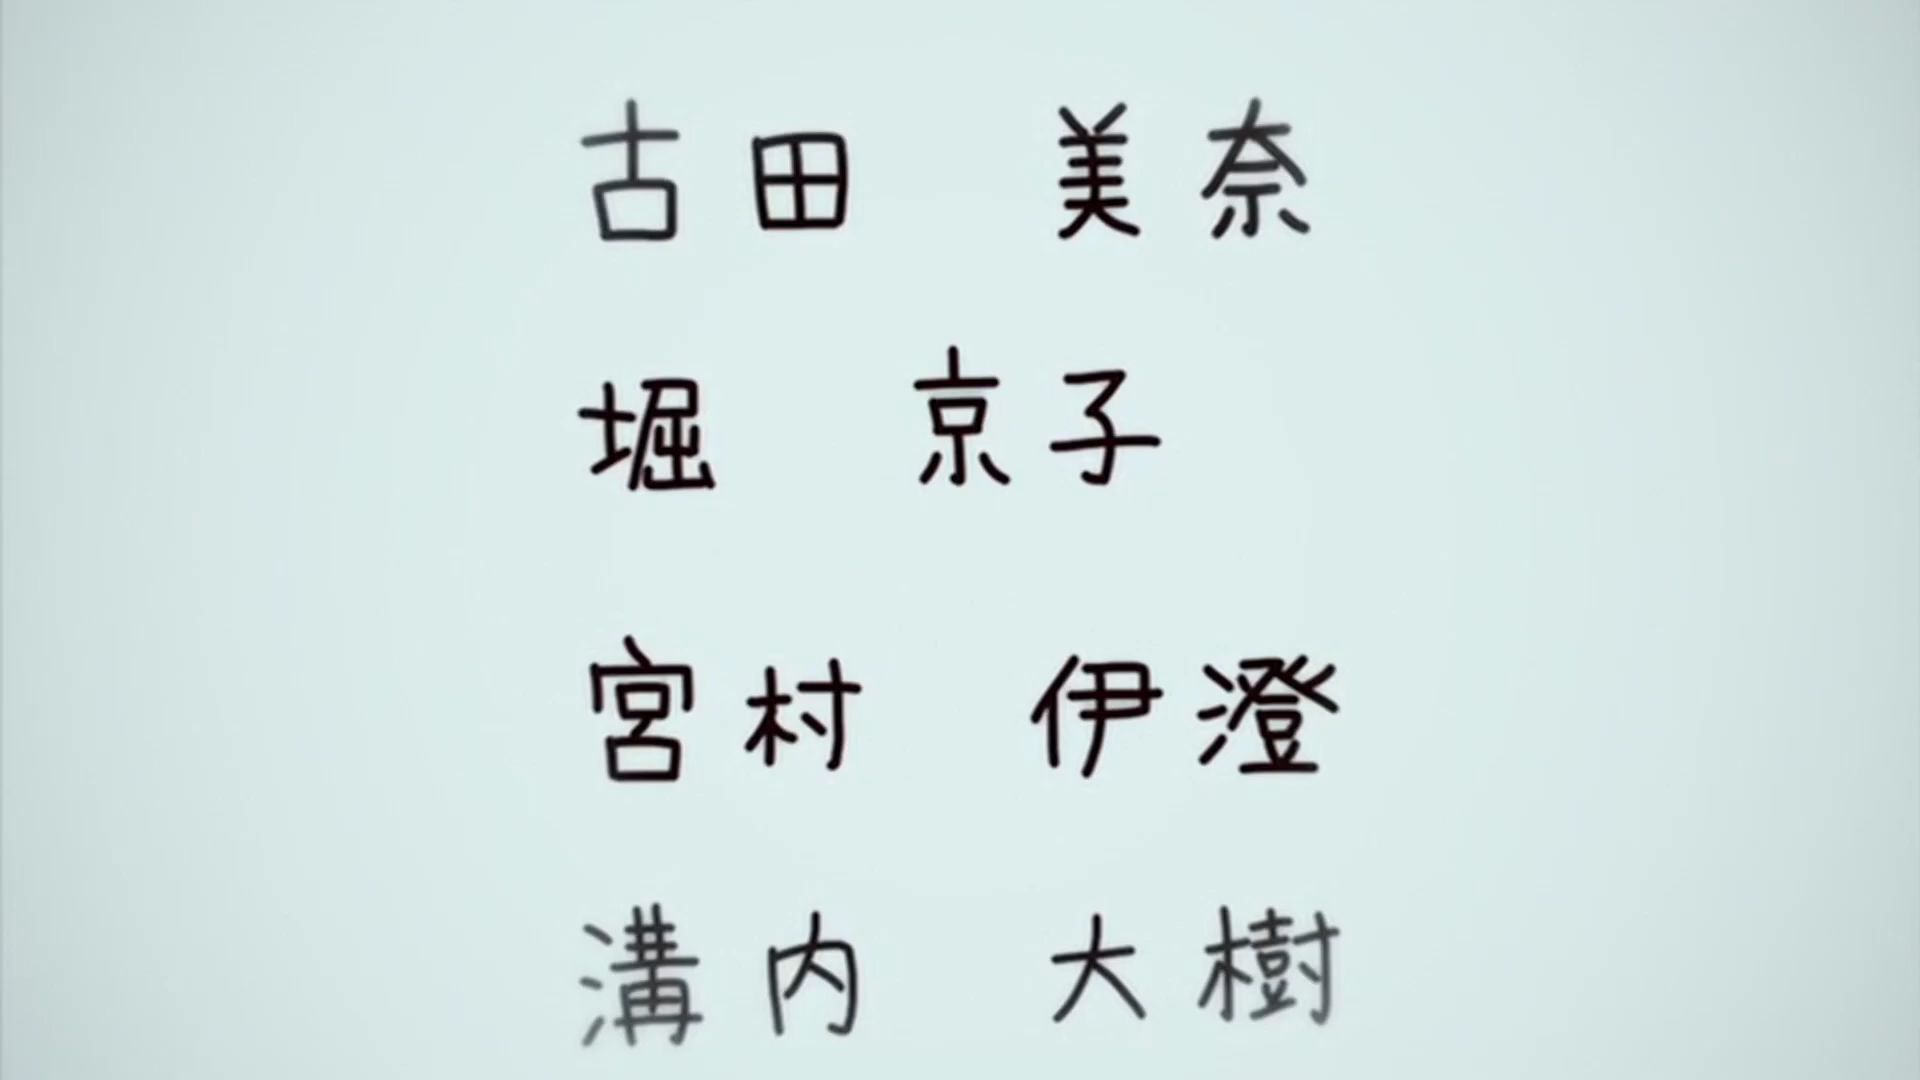 古田 美奈
堀 京子
宮村 伊澄
溝内 大樹